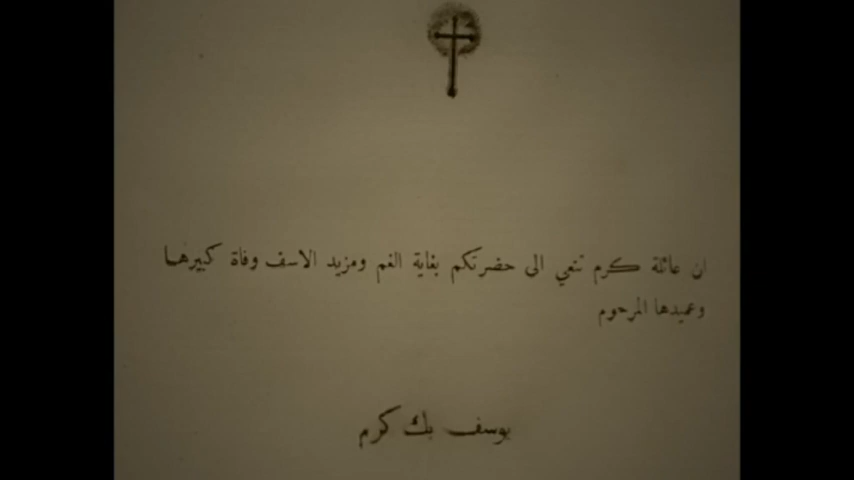 ان عائلة كرم تنعي الى حضرتكم بغاية الغم ومزيد الاسف وفاة كبيرها
وعميدها المرحوم
يوسف بك كرم